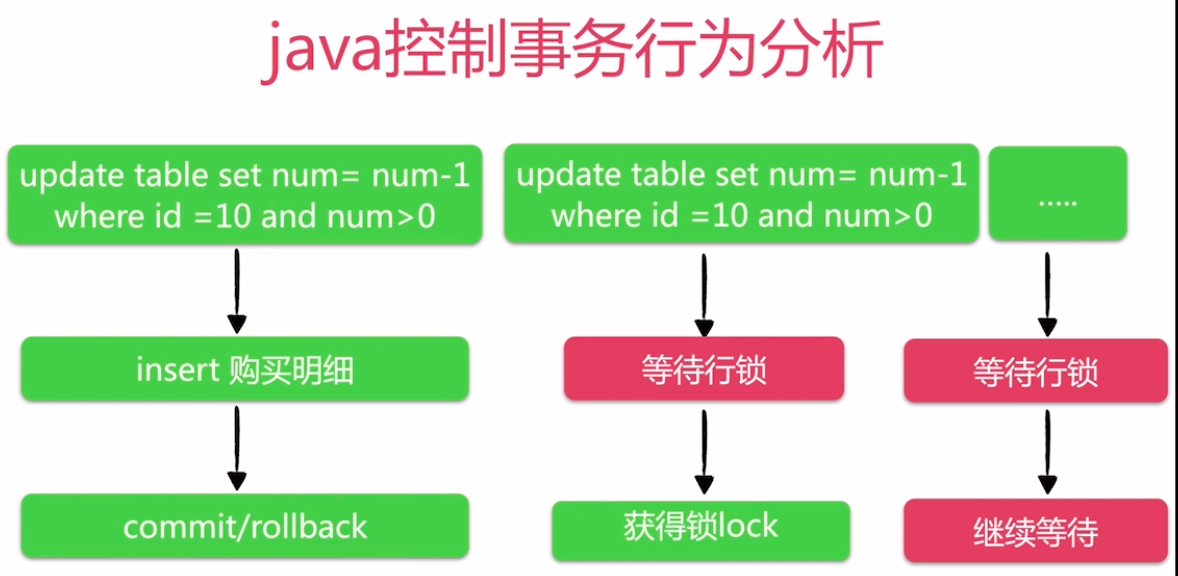 java控制事务行为分析
update table set num= num-1
where id =10 and num>0
update table set num= num-1
where id =10 and num>0
.....
insert 购买明细
等待行锁
等待行锁
commit/rollback
获得锁lock
继续等待